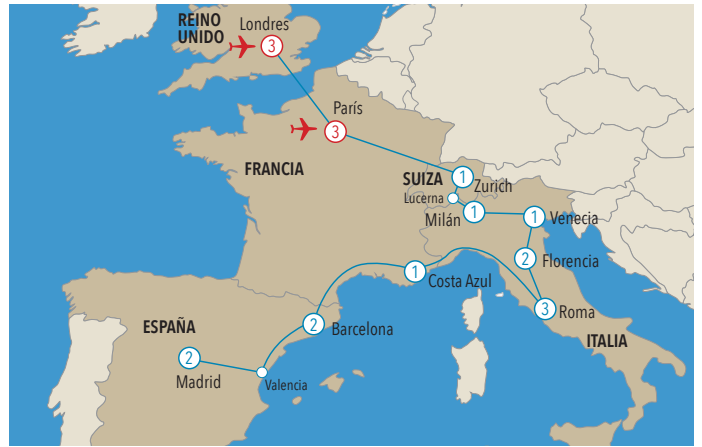 REINO
UNIDO
Londres
3
París
3
FRANCIA
SUIZA
1
Zurich
Lucerna
Milán
1
1
Venecia
2
Florencia
1
Costa Azul
3
Roma
ITALIA
ESPAÑA
2
Barcelona
2
Madrid
Valencia